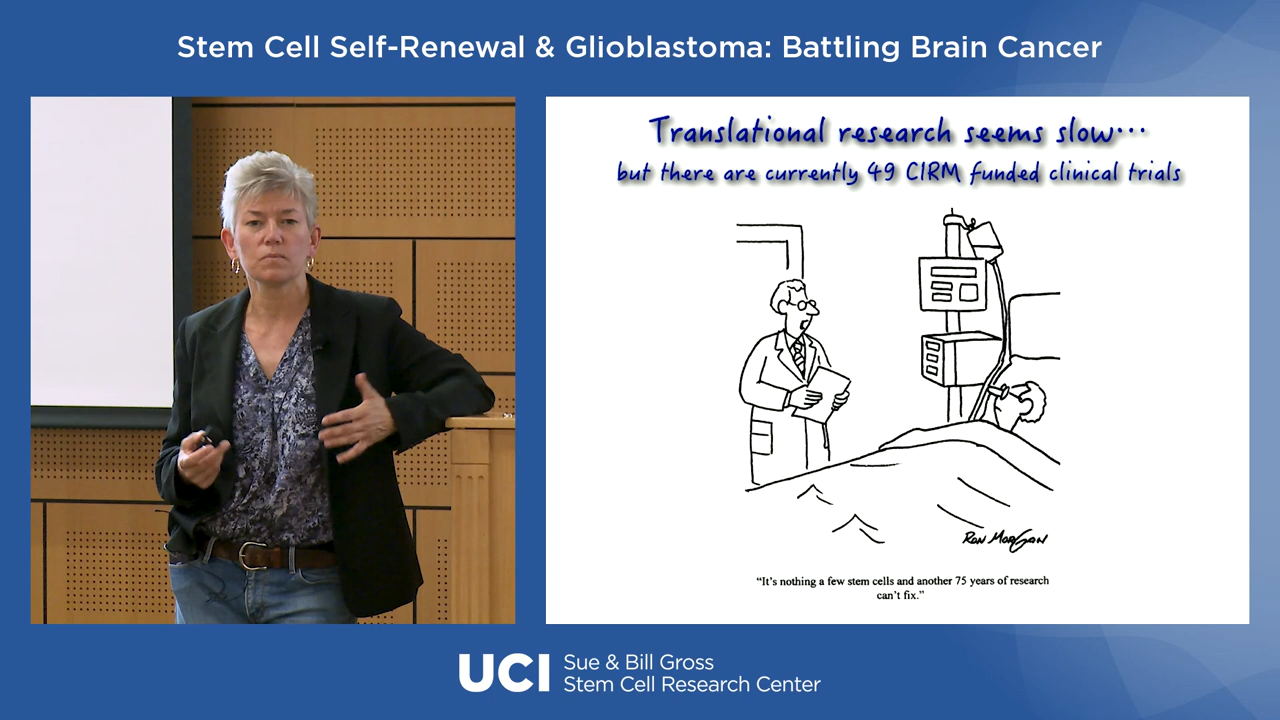 Stem Cell Self-Renewal & Glioblastoma: Battling Brain Cancer
Translational research seems slow...
but there are currently 49 CIRM funded clinical trials
RON MORGAN
“It’s nothing a few stem cells and another 75 years of research
can’t fix.”
UCI
Sue & Bill Gross
Stem Cell Research Center